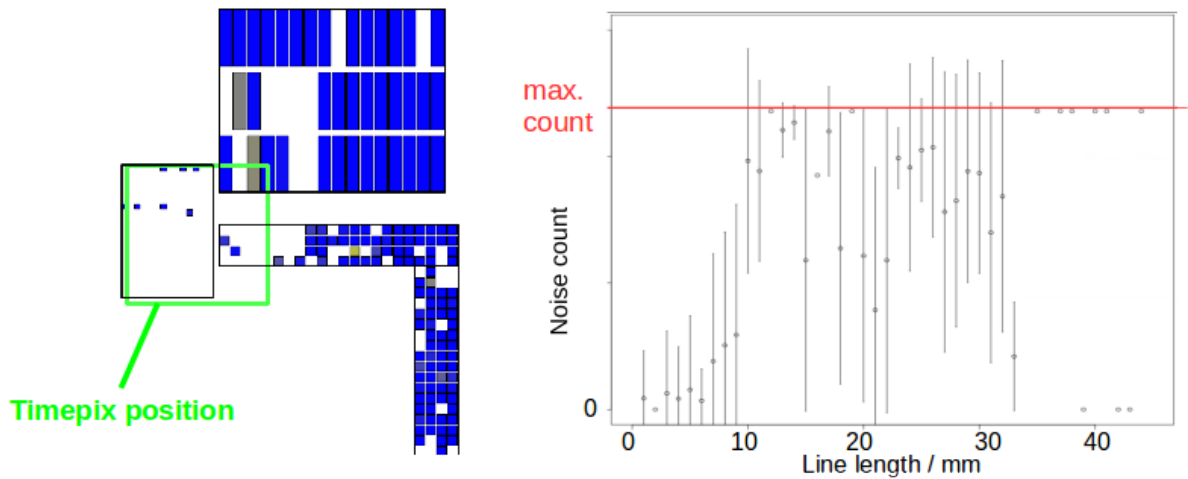 Timepix position
max.
count
Noise count
0
0
10
20
30
40
Line length / mm